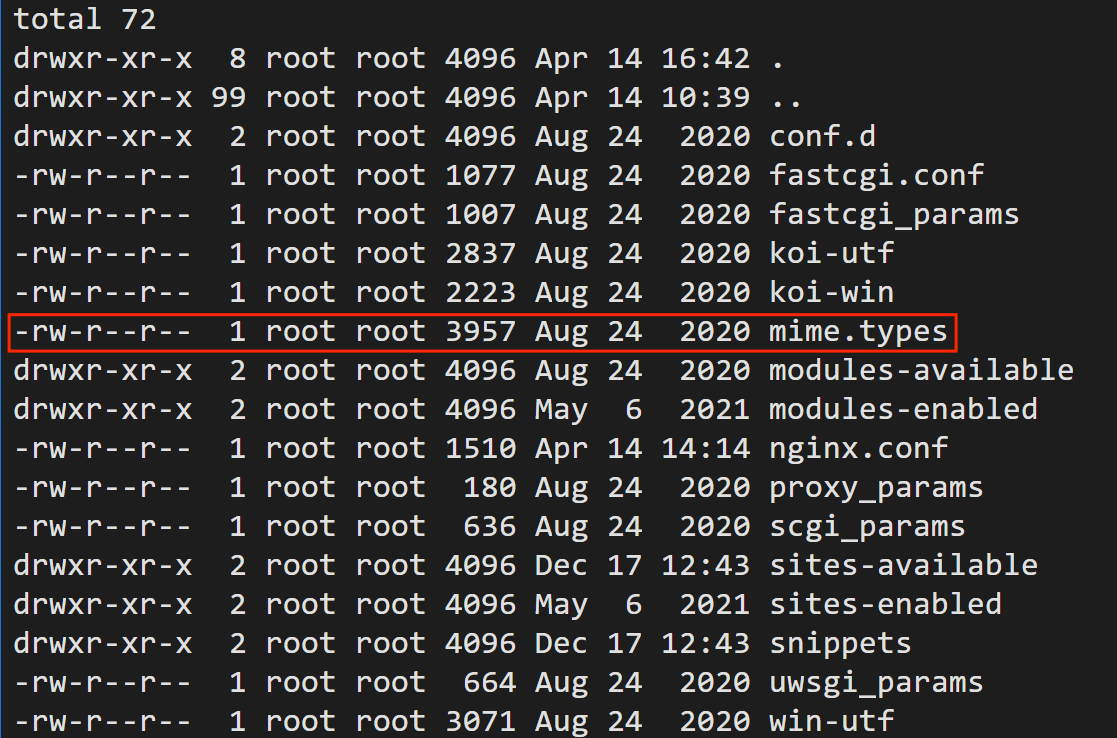 total 72
drwxr-xr-x  8 root root 4096 Apr 14 16:42 .
drwxr-xr-x 99 root root 4096 Apr 14 10:39 ..
drwxr-xr-x  2 root root 4096 Aug 24  2020 conf.d
-rw-r--r--  1 root root 1077 Aug 24  2020 fastcgi.conf
-rw-r--r--  1 root root 1007 Aug 24  2020 fastcgi_params
-rw-r--r--  1 root root 2837 Aug 24  2020 koi-utf
-rw-r--r--  1 root root 2223 Aug 24  2020 koi-win
-rw-r--r--  1 root root 3957 Aug 24  2020 mime.types
drwxr-xr-x  2 root root 4096 Aug 24  2020 modules-available
drwxr-xr-x  2 root root 4096 May  6  2021 modules-enabled
-rw-r--r--  1 root root 1510 Apr 14 14:14 nginx.conf
-rw-r--r--  1 root root  180 Aug 24  2020 proxy_params
-rw-r--r--  1 root root  636 Aug 24  2020 scgi_params
drwxr-xr-x  2 root root 4096 Dec 17 12:43 sites-available
drwxr-xr-x  2 root root 4096 May  6  2021 sites-enabled
drwxr-xr-x  2 root root 4096 Dec 17 12:43 snippets
-rw-r--r--  1 root root  664 Aug 24  2020 uwsgi_params
-rw-r--r--  1 root root 3071 Aug 24  2020 win-utf